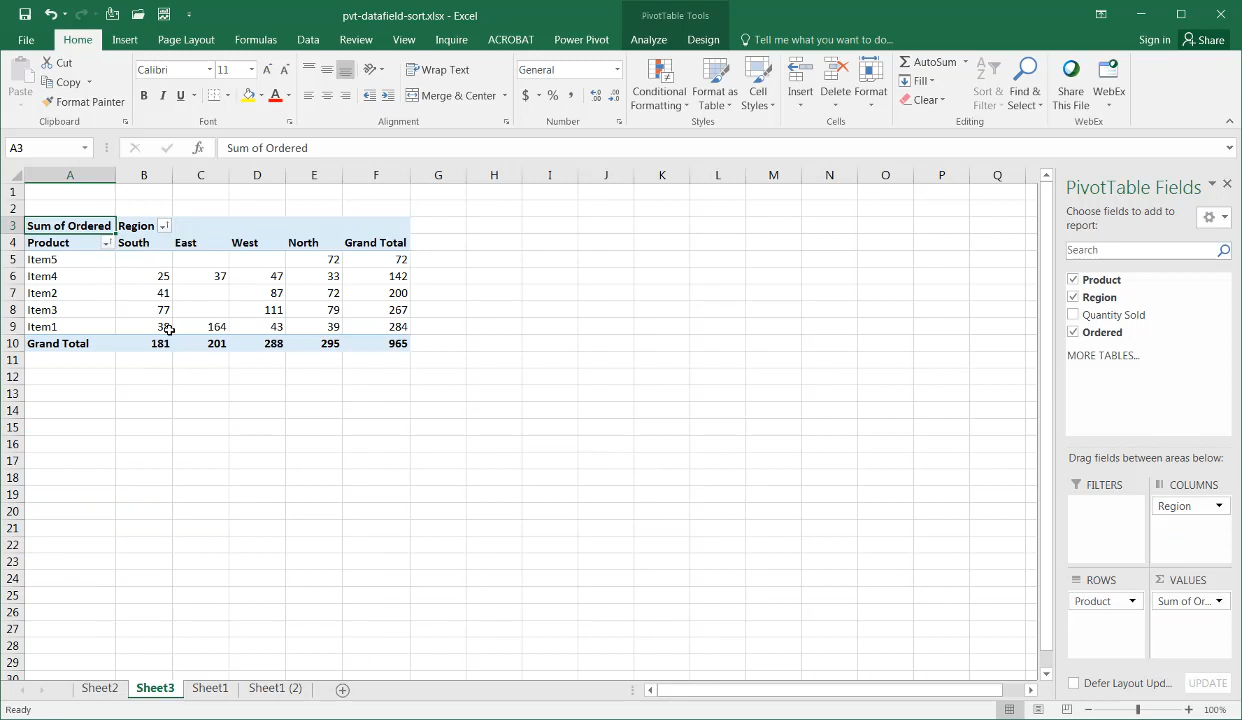 pvt-datafield-sort.xlsx - Excel
PivotTable Tools
File Home Insert Page Layout Formulas Data Review View Inquire ACROBAT Power Pivot Analyze Design Tell me what you want to do... Sign in Share
Paste
Cut
Copy
Format Painter
Clipboard
Calibri 11
B I U
Font
Wrap Text
Merge & Center
Alignment
General
$ % ,
Number
Conditional Formatting
Format as Table
Cell Styles
Styles
Insert
Delete
Format
Cells
AutoSum
Fill
Clear
Sort & Filter
Find & Select
Editing
Share This File
WebEx
WebEx
A3 fx Sum of Ordered
A B C D E F G H I J K L M N O P Q
1
2
3 Sum of Ordered Region
4 Product South East West North Grand Total
5 Item5 72 72
6 Item4 25 37 47 33 142
7 Item2 41 87 72 200
8 Item3 77 111 79 267
9 Item1 164 43 39 284
10 Grand Total 181 201 288 295 965
11
12
13
14
15
16
17
18
19
20
21
22
23
24
25
26
27
28
29
30
PivotTable Fields
Choose fields to add to report:
Search
Product
Region
Quantity Sold
Ordered
MORE TABLES...
Drag fields between areas below:
FILTERS
COLUMNS
Region
ROWS
Product
VALUES
Sum of Or...
Defer Layout Upd... UPDATE
Sheet2 Sheet3 Sheet1 Sheet1 (2)
Ready
100%